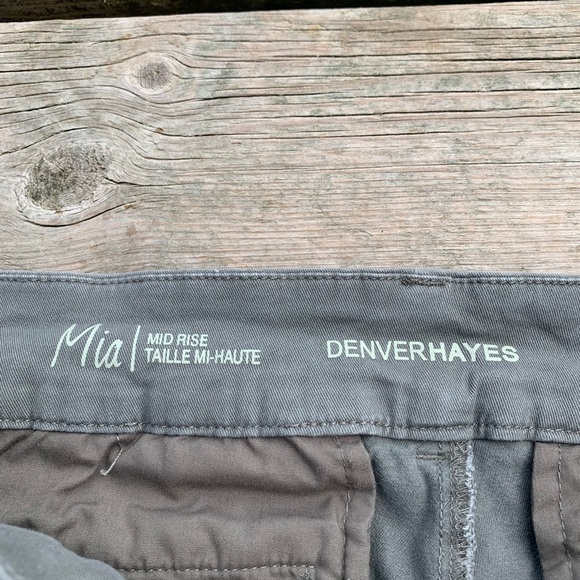 Mia | MID RISE
TAILLE MI-HAUTE
DENVERHAYES